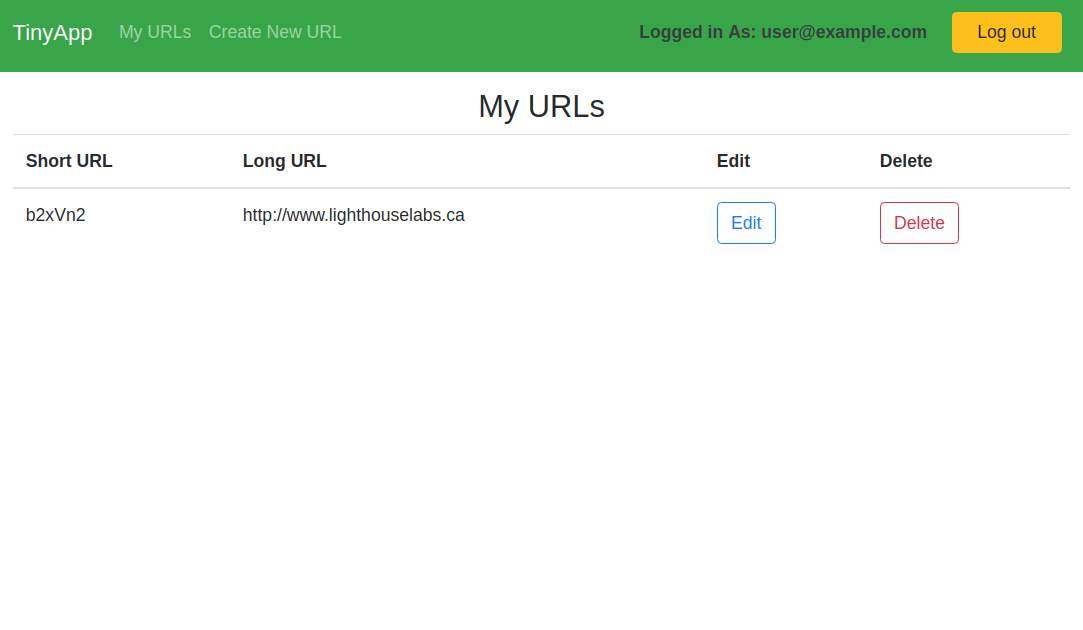 TinyApp My URLs Create New URL Logged in As: user@example.com Log out
My URLs
Short URL Long URL Edit Delete
b2xVn2 http://www.lighthouselabs.ca Edit Delete